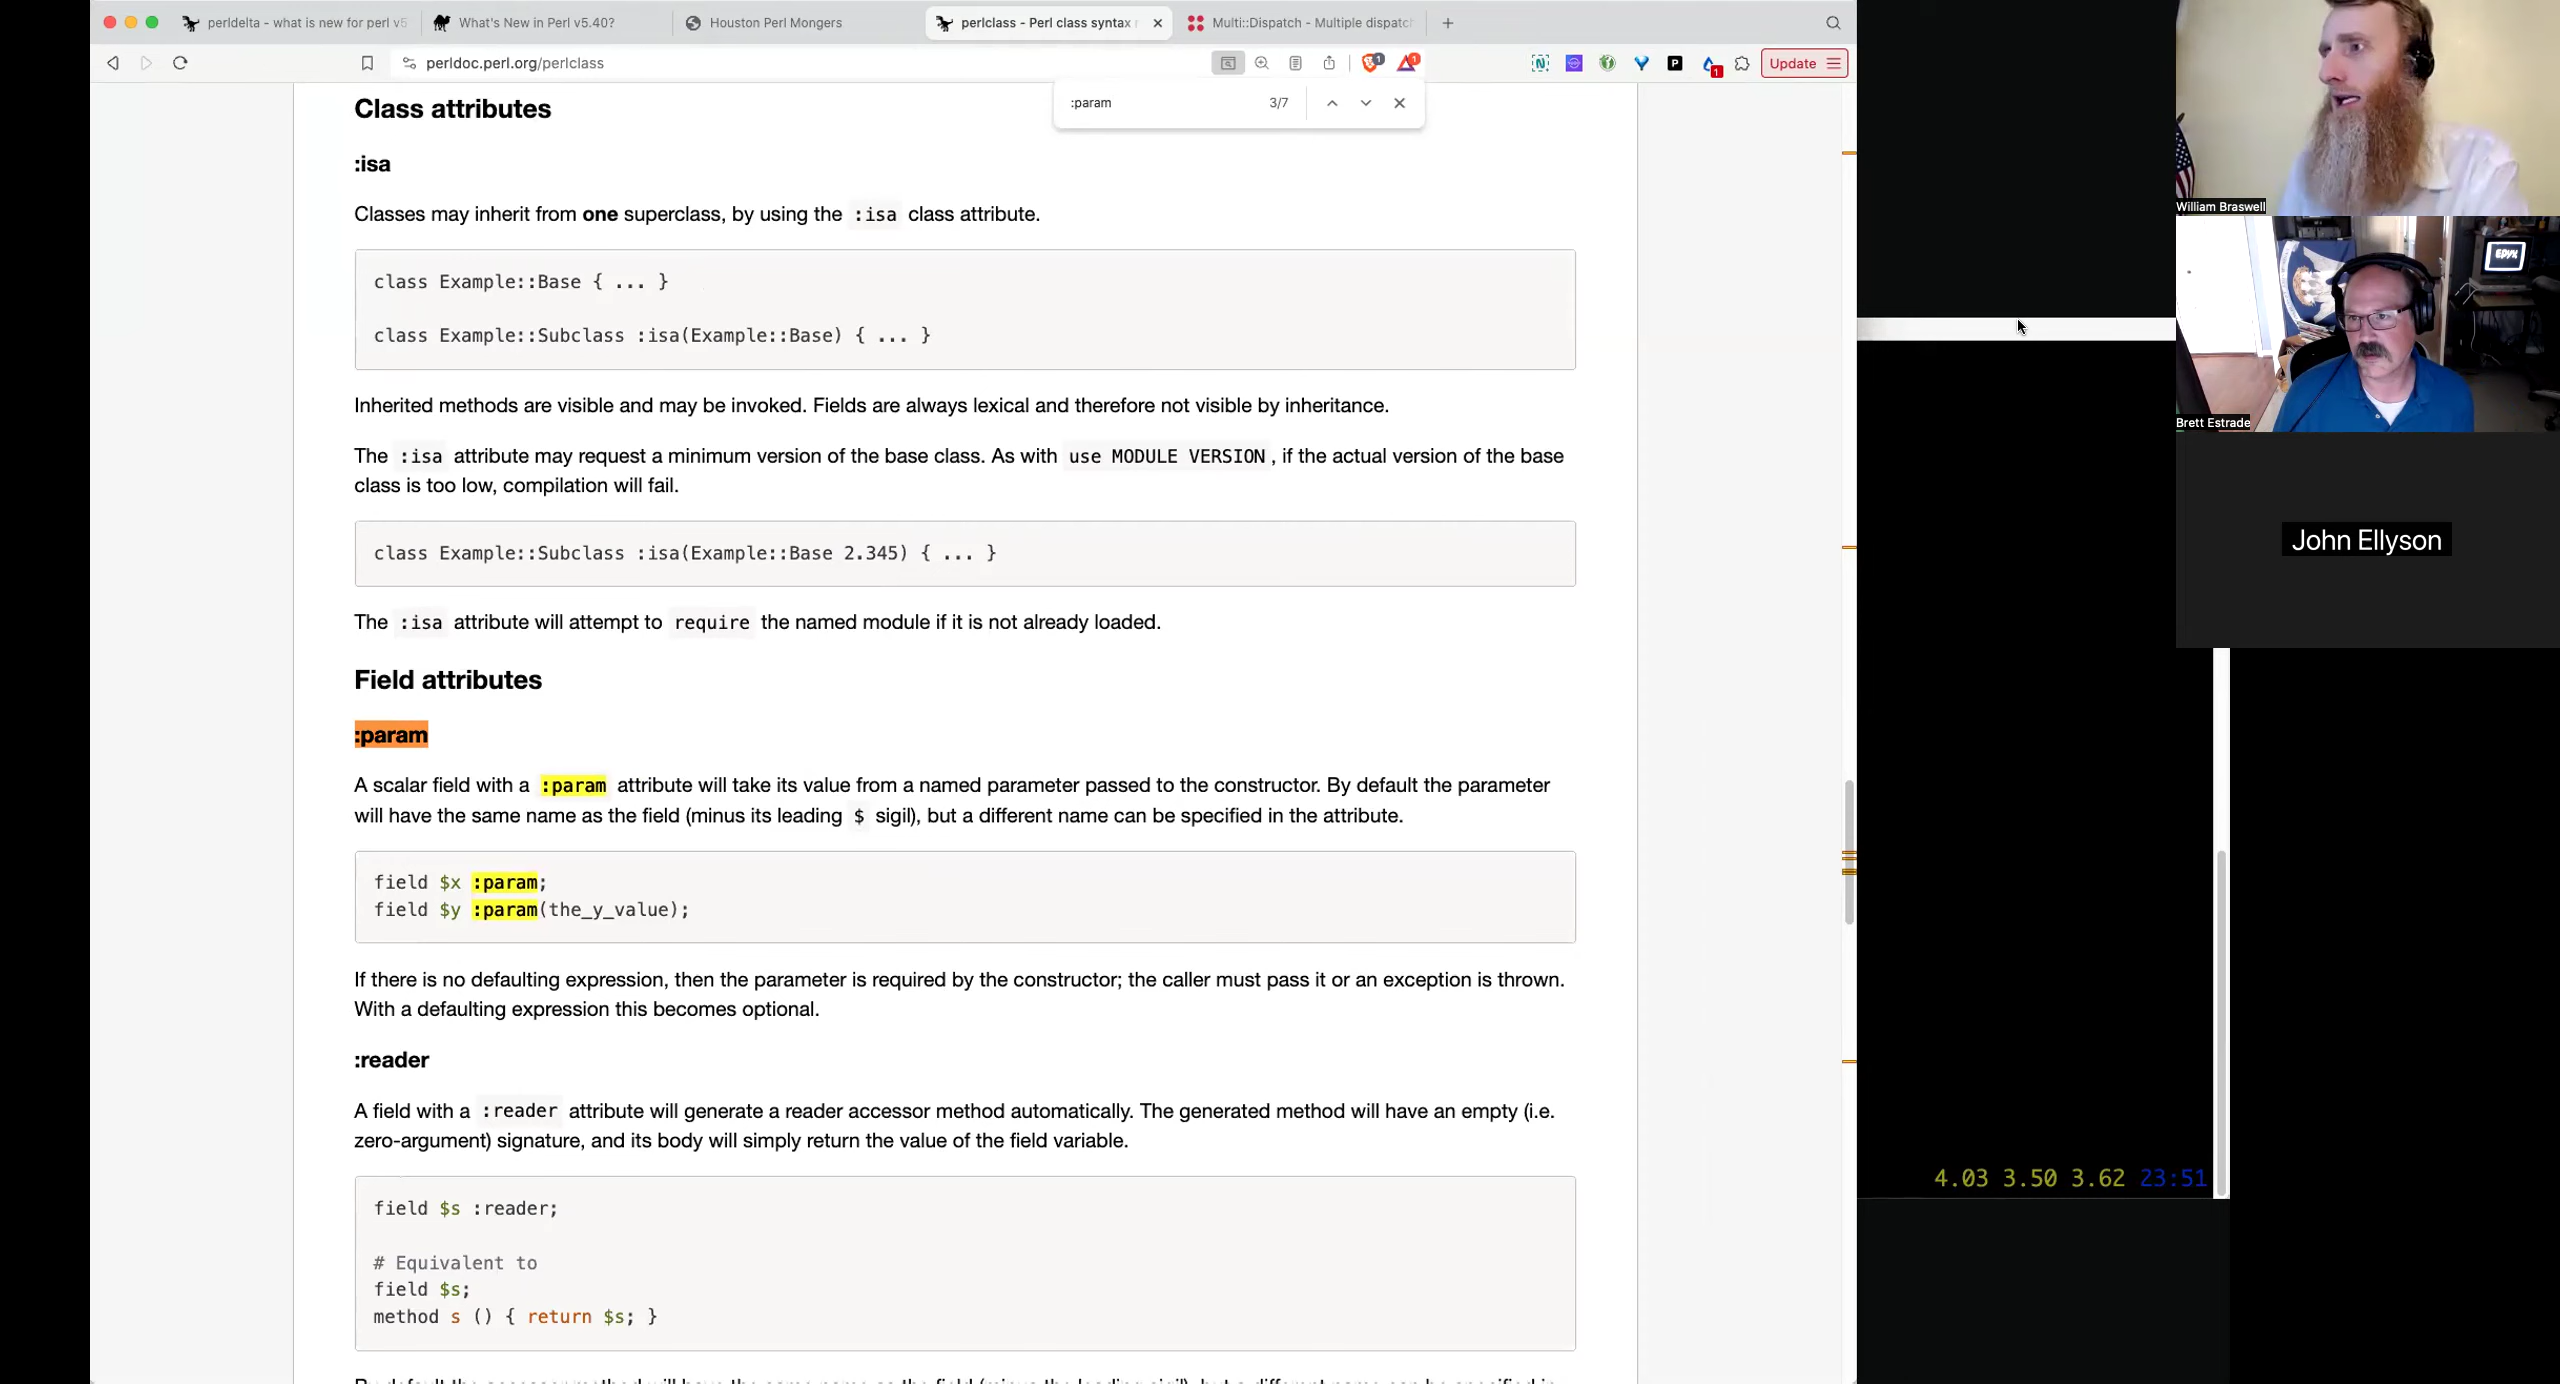 perldelta - what is new for perl v5
What's New in Perl v5.40?
Houston Perl Mongers
perlclass - Perl class syntax r
Multi::Dispatch - Multiple dispatch
perldoc.perl.org/perlclass
Update
:param
3/7
Class attributes
:isa
Classes may inherit from one superclass, by using the :isa class attribute.
class Example::Base { ... }
class Example::Subclass :isa(Example::Base) { ... }
Inherited methods are visible and may be invoked. Fields are always lexical and therefore not visible by inheritance.
The :isa attribute may request a minimum version of the base class. As with use MODULE VERSION, if the actual version of the base
class is too low, compilation will fail.
class Example::Subclass :isa(Example::Base 2.345) { ... }
The :isa attribute will attempt to require the named module if it is not already loaded.
Field attributes
:param
A scalar field with a :param attribute will take its value from a named parameter passed to the constructor. By default the parameter
will have the same name as the field (minus its leading $ sigil), but a different name can be specified in the attribute.
field $x :param;
field $y :param(the_y_value);
If there is no defaulting expression, then the parameter is required by the constructor; the caller must pass it or an exception is thrown.
With a defaulting expression this becomes optional.
:reader
A field with a :reader attribute will generate a reader accessor method automatically. The generated method will have an empty (i.e.
zero-argument) signature, and its body will simply return the value of the field variable.
field $s :reader;
# Equivalent to
field $s;
method s () { return $s; }
William Braswell
EPYX
Brett Estrade
John Ellyson
4.03 3.50 3.62 23:51